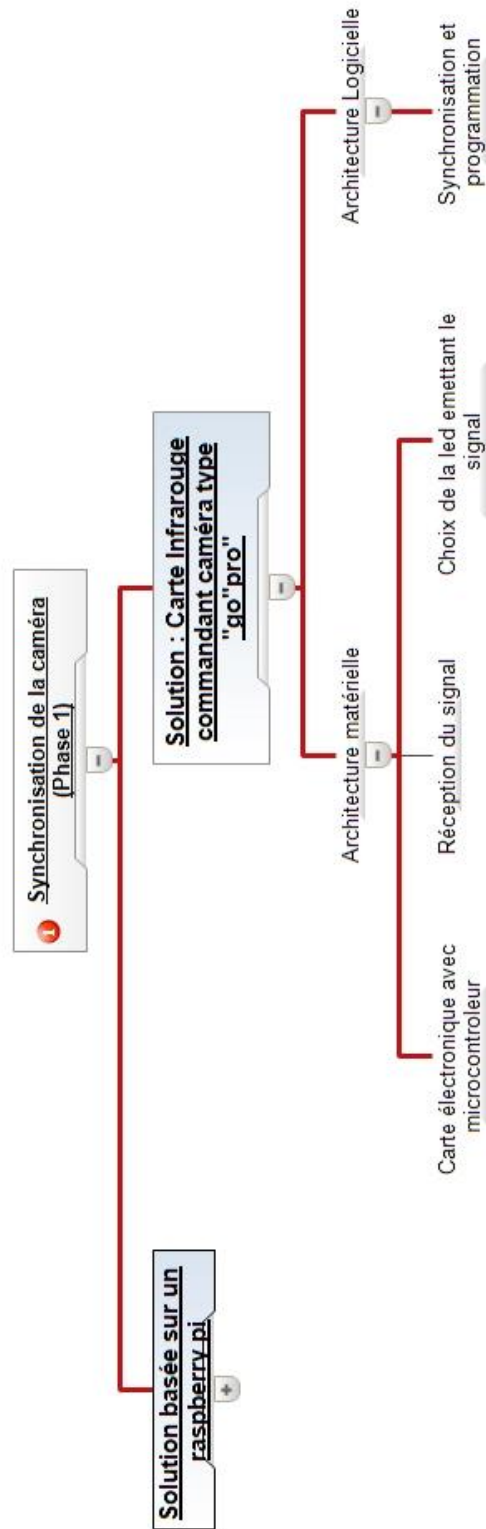 1
Synchronisation de la caméra
(Phase 1)
Solution basée sur un
raspberry pi
Solution : Carte Infrarouge
commandant caméra type
"go"pro"
Architecture matérielle
Architecture Logicielle
Carte électronique avec
microcontroleur
Réception du signal
Choix de la led emettant le
signal
Synchronisation et
programmation